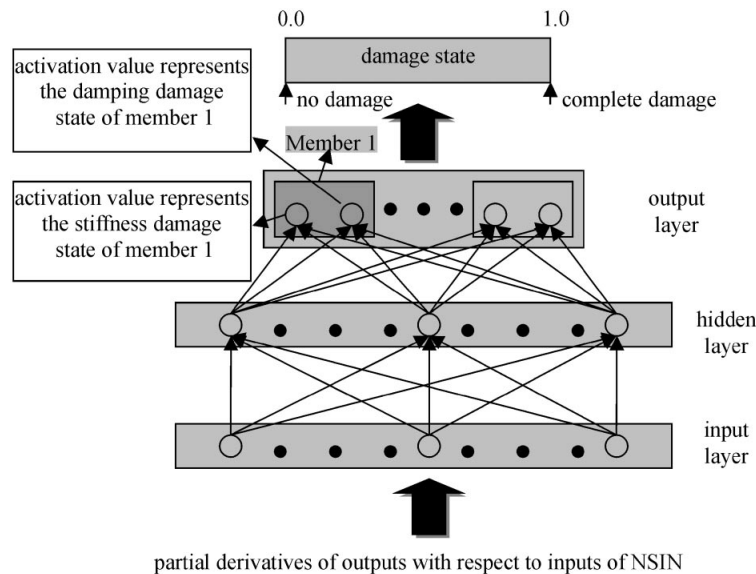 0.0
1.0
damage state
no damage
complete damage
activation value represents
the damping damage
state of member 1
Member 1
activation value represents
the stiffness damage
state of member 1
output
layer
hidden
layer
input
layer
partial derivatives of outputs with respect to inputs of NSIN